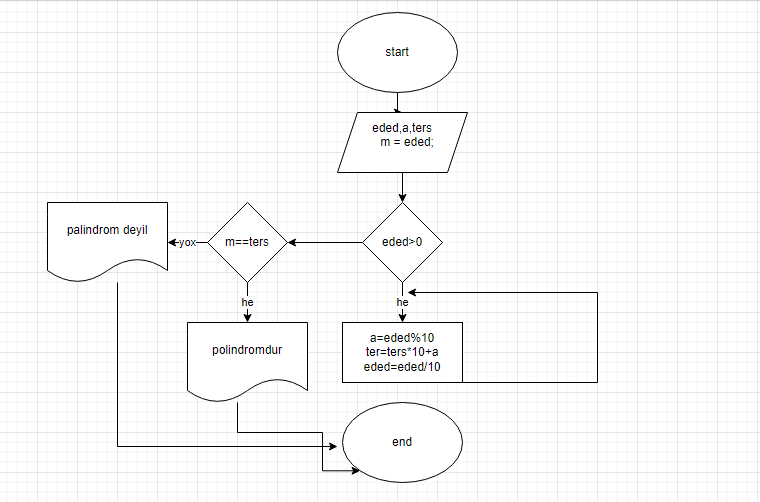 start
eded,a,ters
m = eded;
palindrom deyil
yox
m==ters
eded>0
he
he
polindromdur
a=eded%10
ter=ters*10+a
eded=eded/10
end